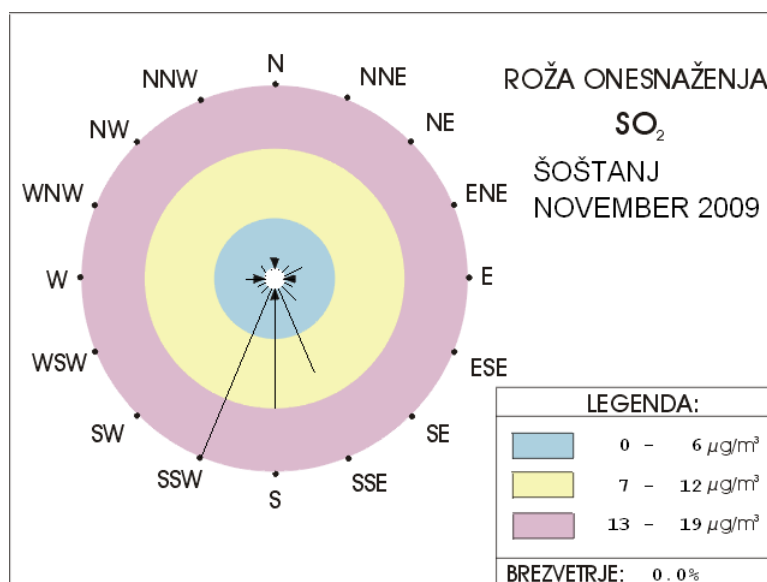 ROŽA ONESNAŽENJA
SO₂
ŠOŠTANJ
NOVEMBER 2009
N
NNE
NE
ENE
E
ESE
SE
SSE
S
SSW
SW
WSW
W
WNW
NW
NNW
LEGENDA:
0 - 6 µg/m³
7 - 12 µg/m³
13 - 19 µg/m³
BREZVETRJE: 0.0%